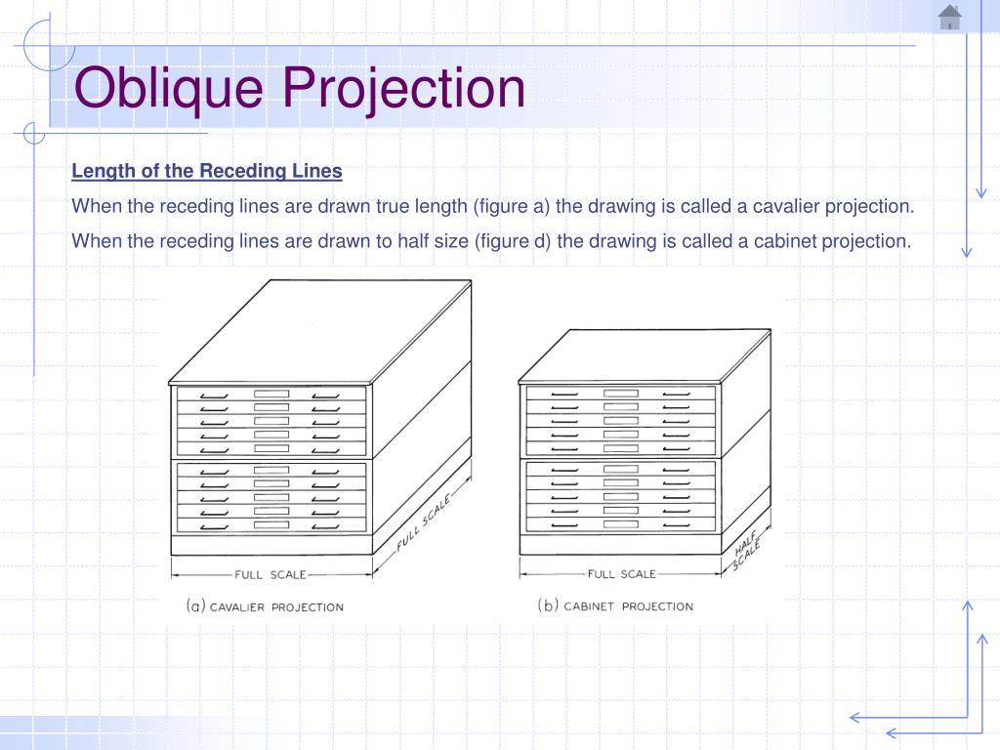 Oblique Projection
Length of the Receding Lines
When the receding lines are drawn true length (figure a) the drawing is called a cavalier projection.
When the receding lines are drawn to half size (figure d) the drawing is called a cabinet projection.
FULL SCALE
FULL SCALE
(a) CAVALIER PROJECTION
HALF
SCALE
FULL SCALE
(b) CABINET PROJECTION